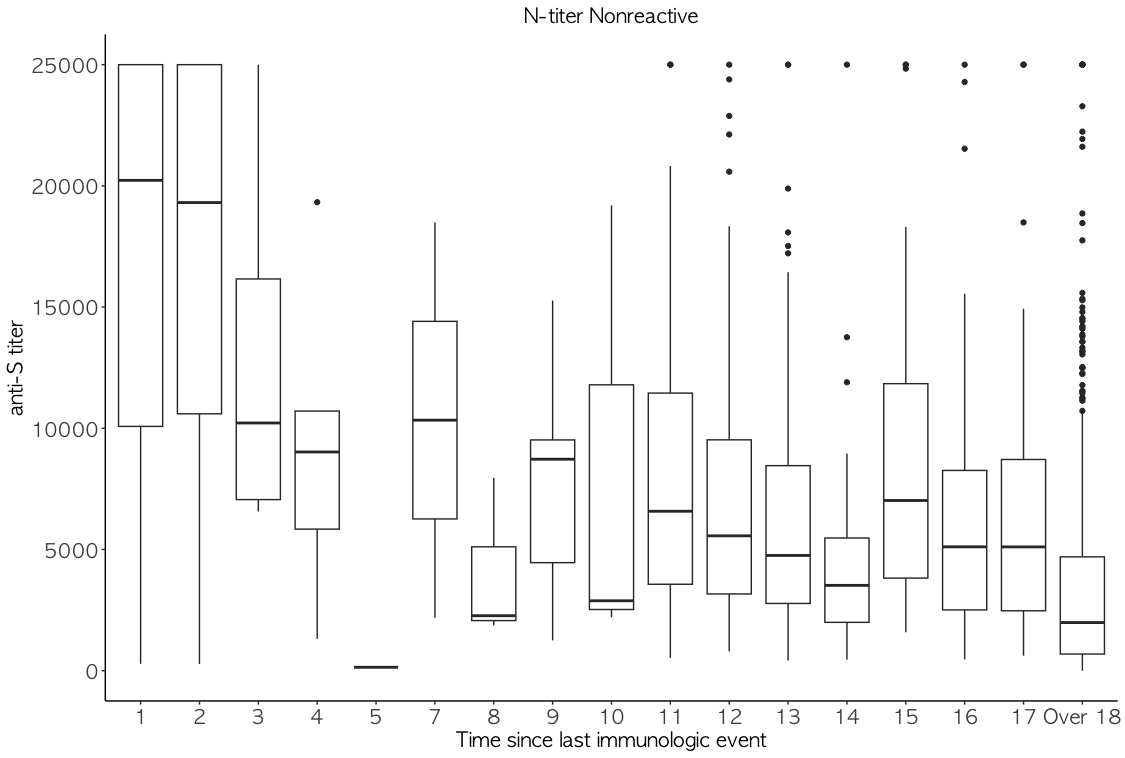 N-titer Nonreactive
25000
20000
15000
10000
5000
0
anti-S titer
1 2 3 4 5 7 8 9 10 11 12 13 14 15 16 17 Over 18
Time since last immunologic event